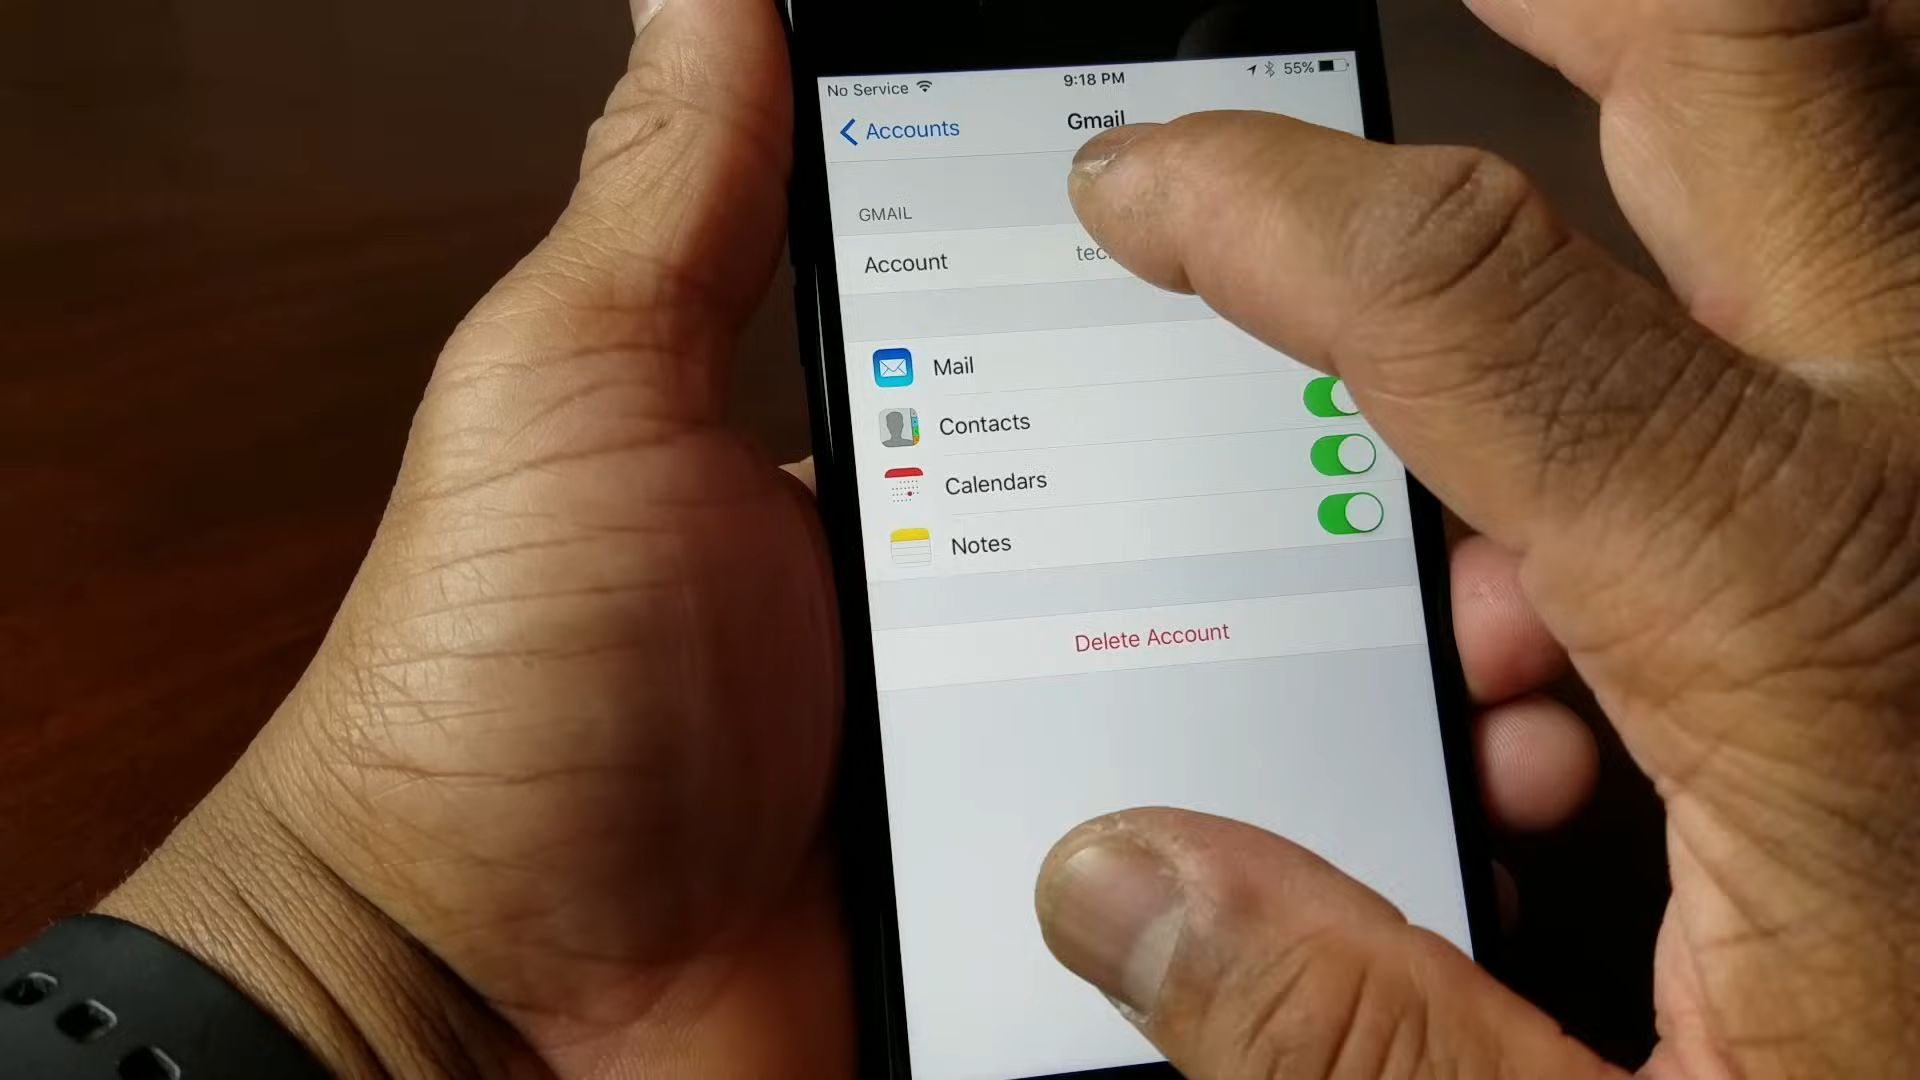 No Service 9:18 PM 55%
Accounts Gmail
GMAIL
Account
Mail
Contacts
Calendars
Notes
Delete Account